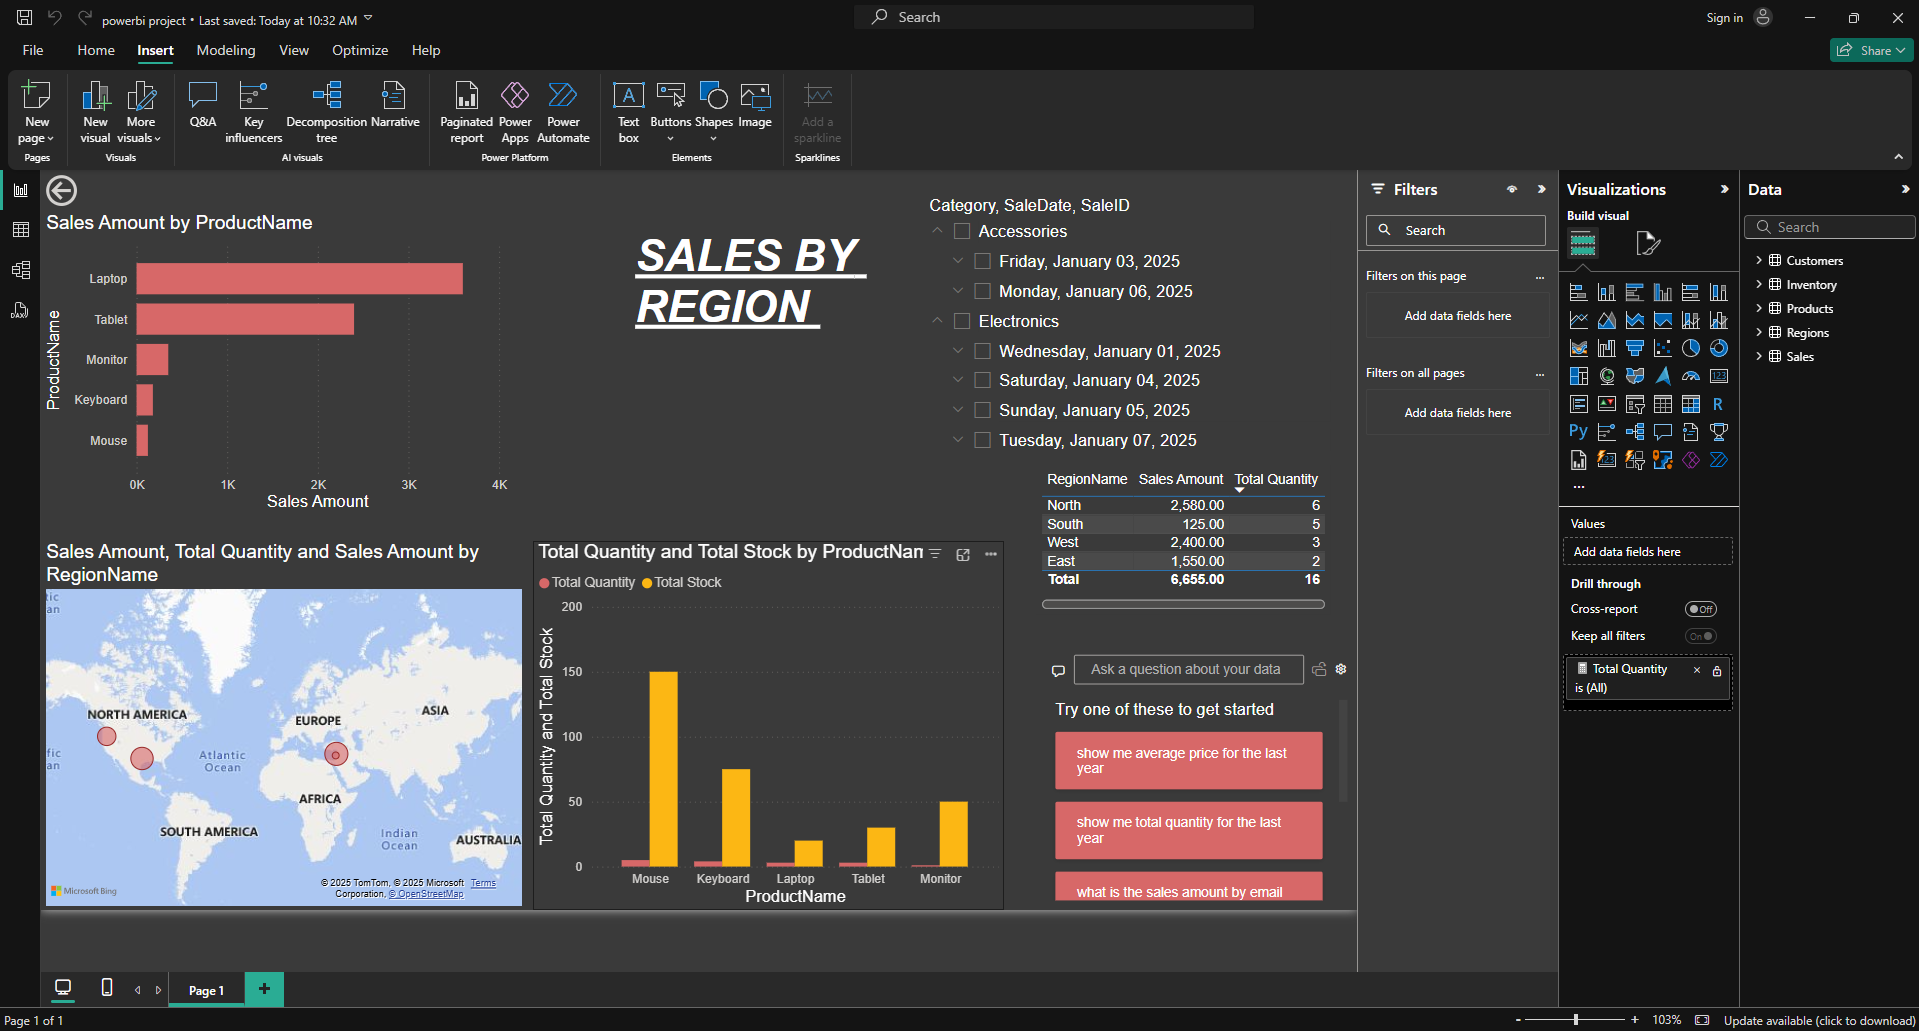 powerbi project • Last saved: Today at 10:32 AM
Search
Sign in
File
Home
Insert
Modeling
View
Optimize
Help
Share
New
page
Pages
New
visual
More
visuals
Visuals
Q&A
Key
influencers
Decomposition
tree
Narrative
AI visuals
Paginated
report
Power
Apps
Power
Automate
Power Platform
Text
box
Buttons
Shapes
Image
Elements
Add a
sparkline
Sparklines
Sales Amount by ProductName
ProductName
Laptop
Tablet
Monitor
Keyboard
Mouse
0K
1K
2K
3K
4K
Sales Amount
SALES BY
REGION
Category, SaleDate, SaleID
Accessories
Friday, January 03, 2025
Monday, January 06, 2025
Electronics
Wednesday, January 01, 2025
Saturday, January 04, 2025
Sunday, January 05, 2025
Tuesday, January 07, 2025
RegionName Sales Amount Total Quantity
North 2,580.00 6
South 125.00 5
West 2,400.00 3
East 1,550.00 2
Total 6,655.00 16
Sales Amount, Total Quantity and Sales Amount by
RegionName
tic
an
NORTH AMERICA
EUROPE
ASIA
fic
an
Atlantic
Ocean
AFRICA
SOUTH AMERICA
Indian
Ocean
AUSTRALIA
Microsoft Bing
© 2025 TomTom, © 2025 Microsoft Terms
Corporation, © OpenStreetMap
Total Quantity and Total Stock by ProductNam
Total Quantity
Total Stock
Total Quantity and Total Stock
200
150
100
50
0
Mouse
Keyboard
Laptop
Tablet
Monitor
ProductName
Ask a question about your data
Try one of these to get started
show me average price for the last
year
show me total quantity for the last
year
what is the sales amount by email
Filters
Search
Filters on this page
Add data fields here
Filters on all pages
Add data fields here
Visualizations
Build visual
123
R
Py
123
Values
Add data fields here
Drill through
Cross-report
Off
Keep all filters
On
Total Quantity
is (All)
Data
Search
Customers
Inventory
Products
Regions
Sales
DAX
Page 1
Page 1 of 1
103%
Update available (click to download)